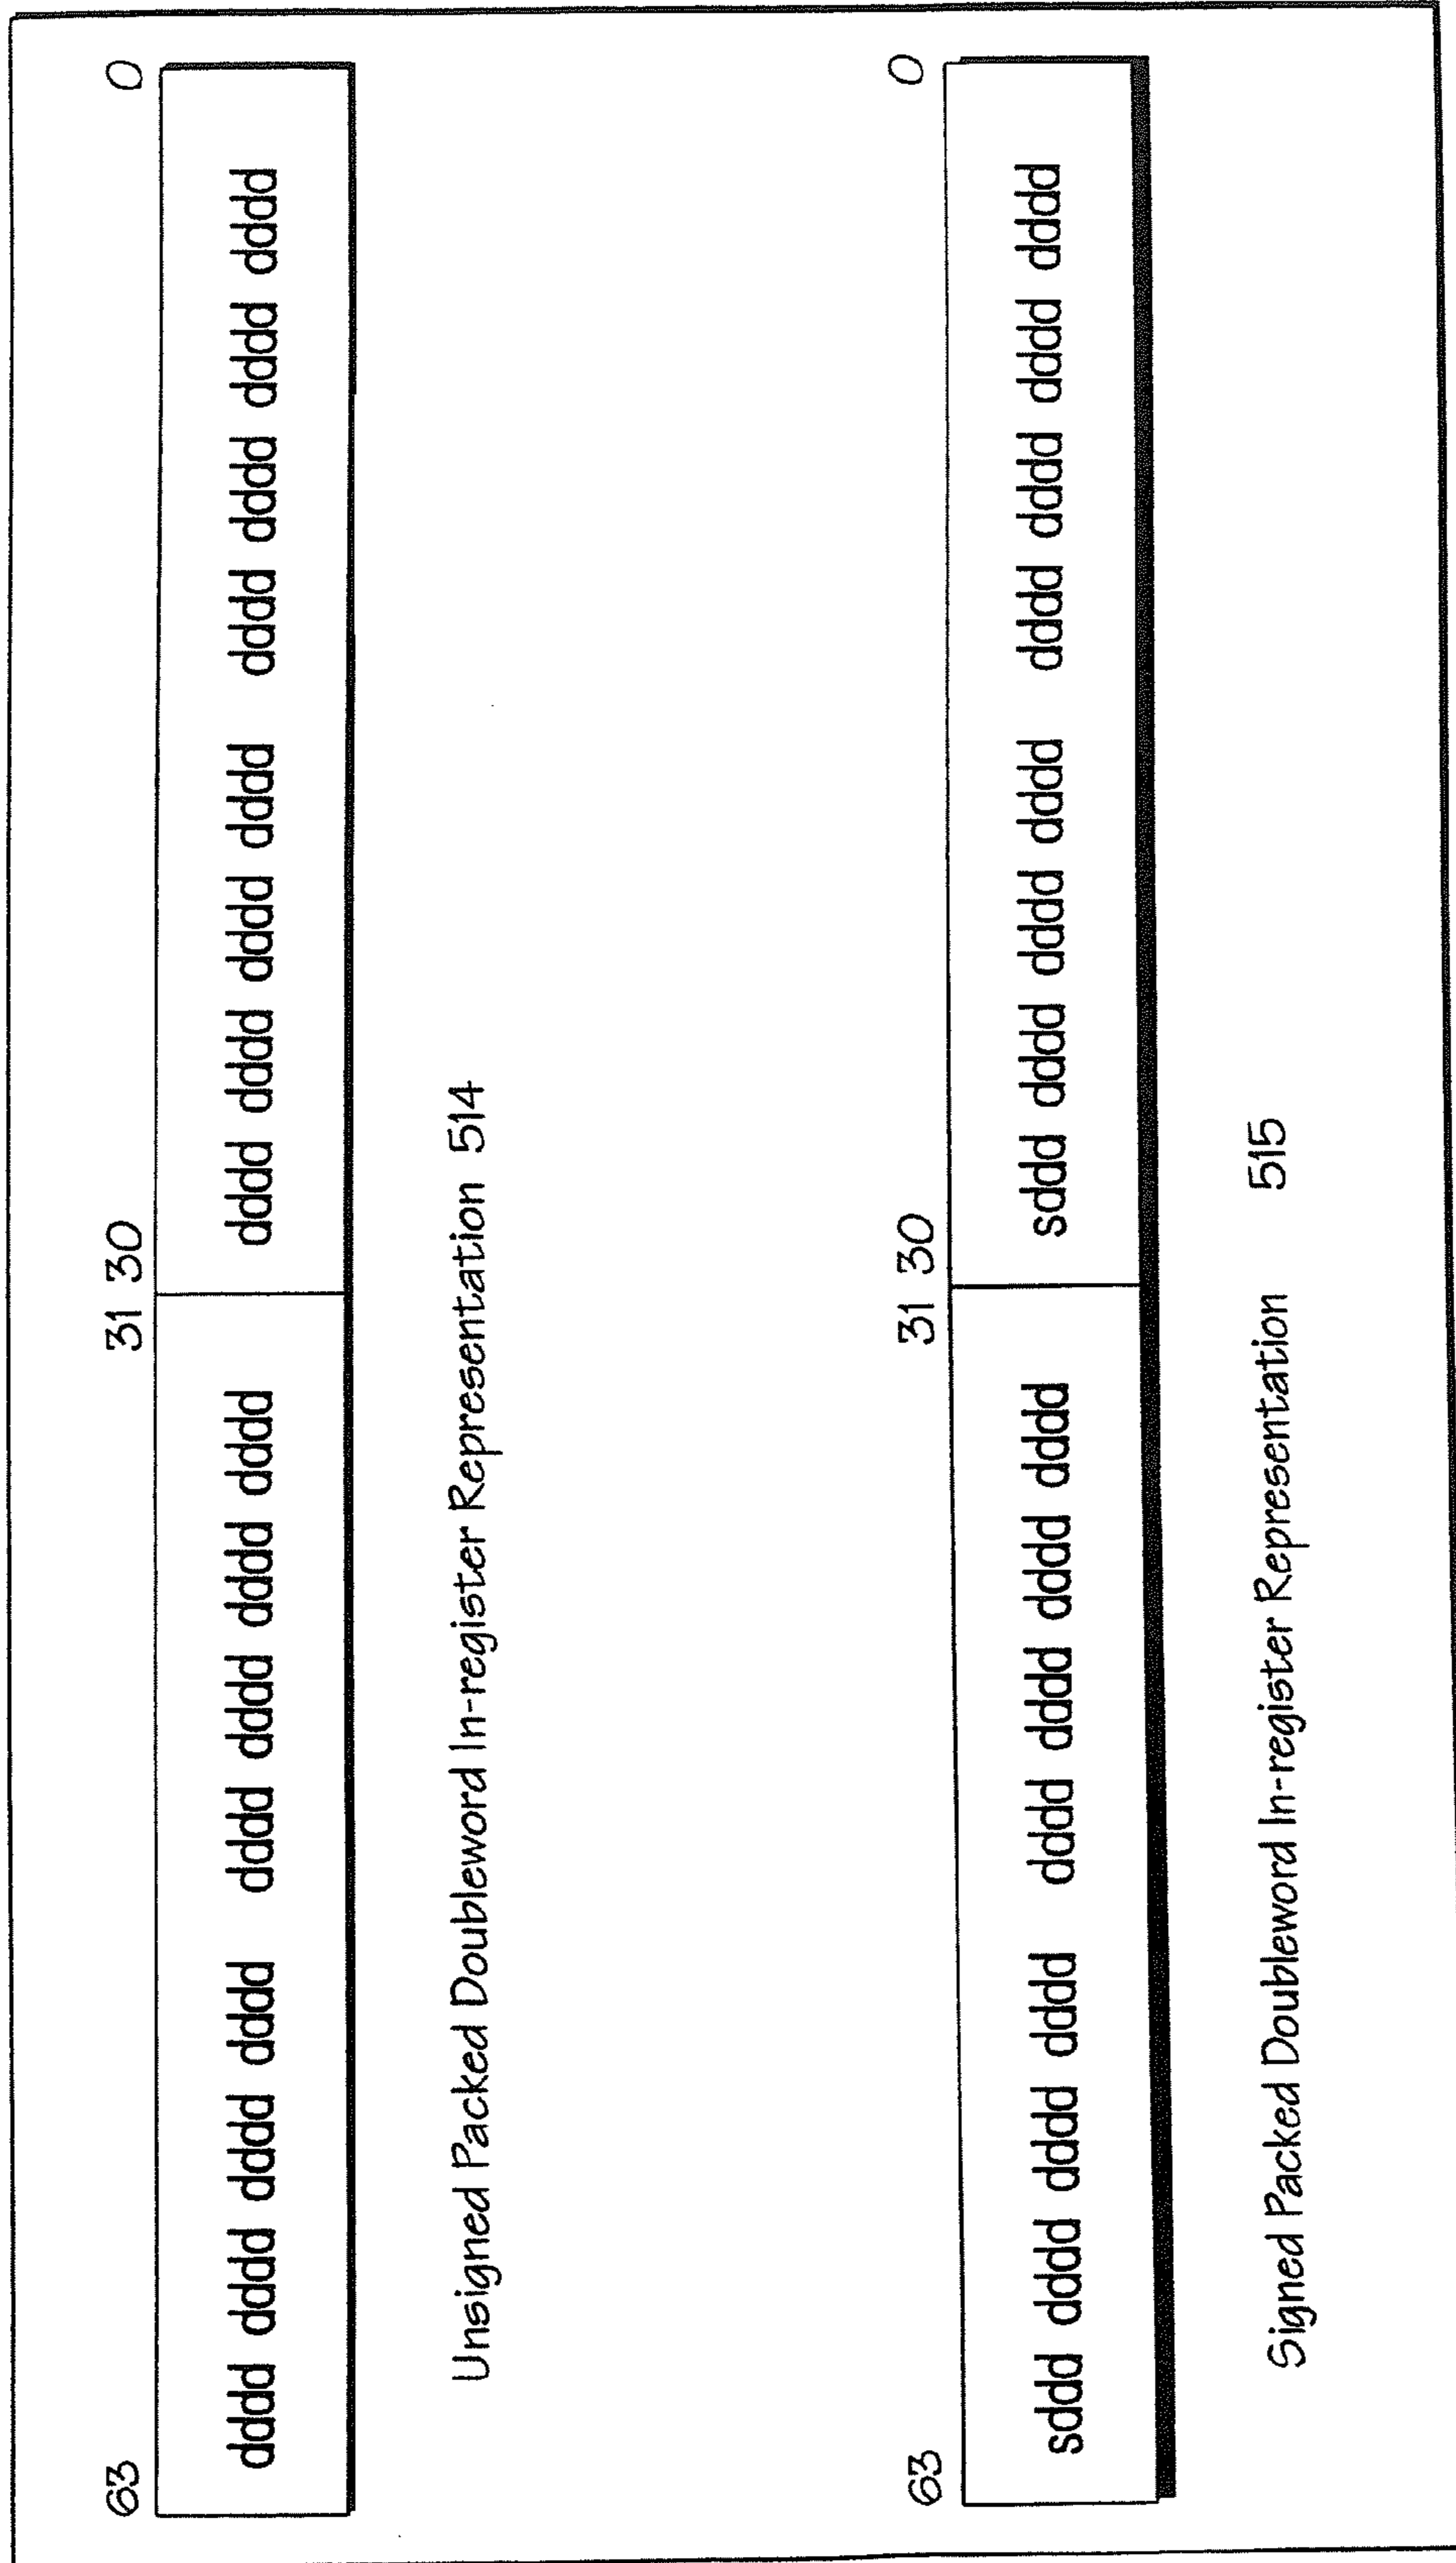 63 31 30 0
dddd dddd dddd dddd dddd dddd dddd dddd dddd dddd dddd dddd dddd dddd dddd dddd
Unsigned Packed Doubleword In-register Representation 514
63 31 30 0
sddd dddd dddd dddd dddd dddd dddd dddd sddd dddd dddd dddd dddd dddd dddd dddd
Signed Packed Doubleword In-register Representation 515